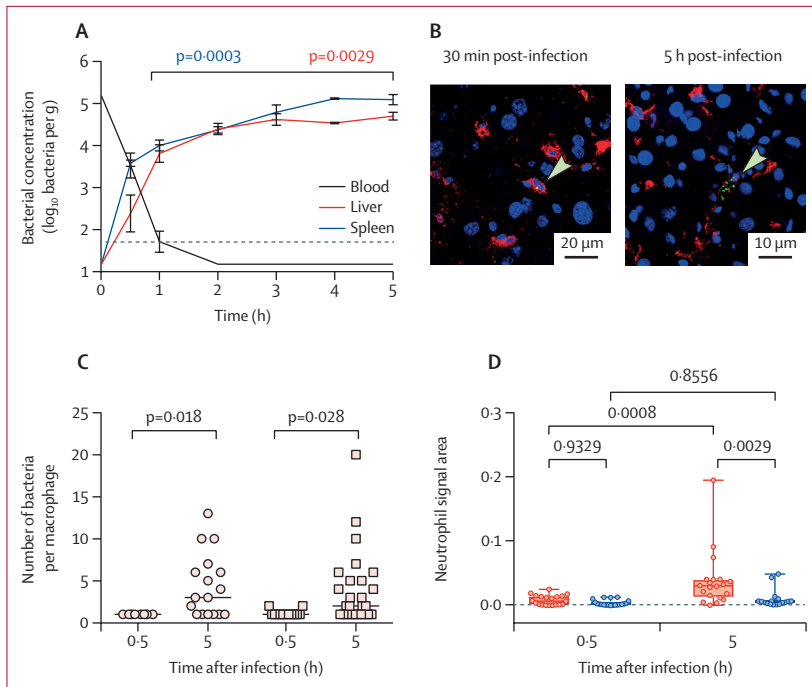 A
p=0·0003
p=0·0029
6
5
4
3
2
1
Bacterial concentration
(log₁₀ bacteria per g)
Blood
Liver
Spleen
0
1
2
3
4
5
Time (h)
B
30 min post-infection
5 h post-infection
20 μm
10 μm
C
25
20
15
10
5
0
Number of bacteria
per macrophage
p=0·018
p=0·028
0·5
5
0·5
5
Time after infection (h)
D
0·3
0·2
0·1
0·0
Neutrophil signal area
0·8556
0·0008
0·9329
0·0029
0·5
5
Time after infection (h)